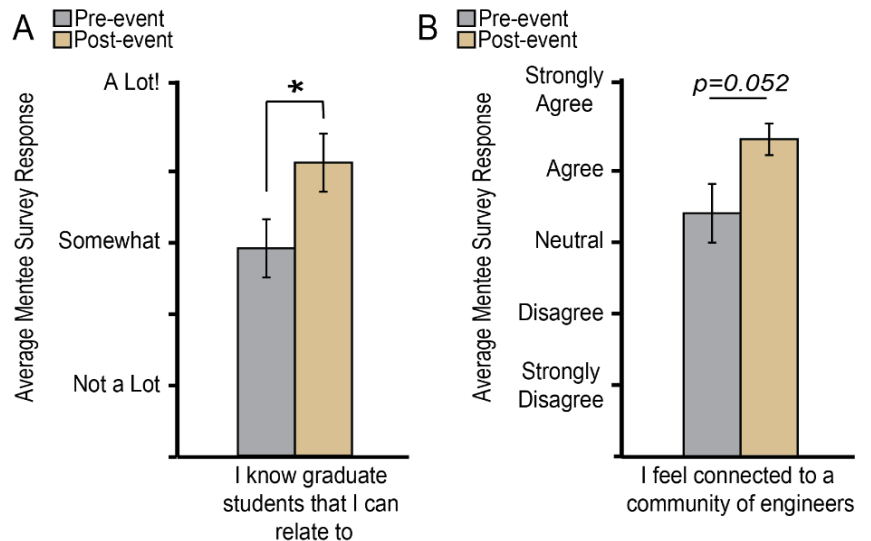 A
Pre-event
Post-event
Average Mentee Survey Response
A Lot!
Somewhat
Not a Lot
*
I know graduate
students that I can
relate to
B
Pre-event
Post-event
Average Mentee Survey Response
Strongly
Agree
Agree
Neutral
Disagree
Strongly
Disagree
p=0.052
I feel connected to a
community of engineers